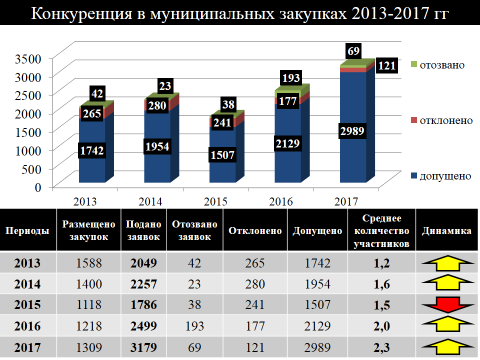 Конкуренция в муниципальных закупках 2013-2017 гг
3500
3000
2500
2000
1500
1000
500
0
42
265
1742
23
280
1954
38
241
1507
193
177
2129
69
121
2989
2013 2014 2015 2016 2017
отозвано
отклонено
допущено
Периоды Размещено закупок Подано заявок Отозвано заявок Отклонено Допущено Среднее количество участников Динамика
2013 1588 2049 42 265 1742 1,2
2014 1400 2257 23 280 1954 1,6
2015 1118 1786 38 241 1507 1,5
2016 1218 2499 193 177 2129 2,0
2017 1309 3179 69 121 2989 2,3